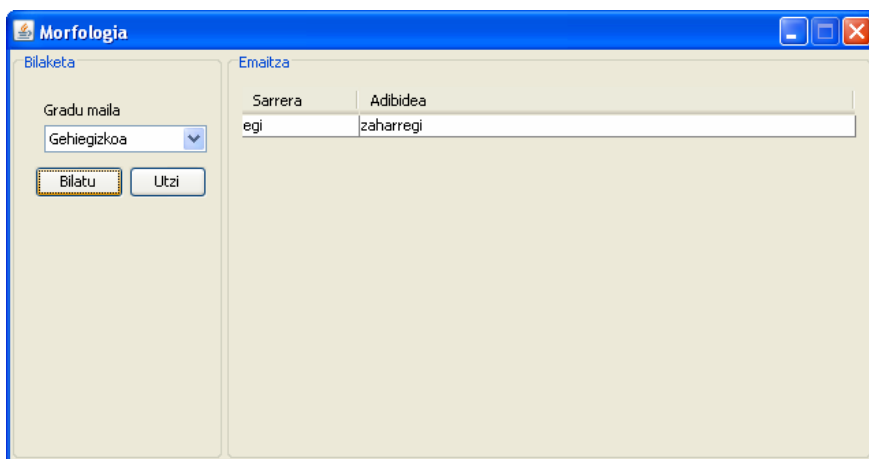 Morfologia
Bilaketa
Gradu maila
Gehiegizkoa
Bilatu Utzi
Emaitza
Sarrera Adibidea
egi zaharregi